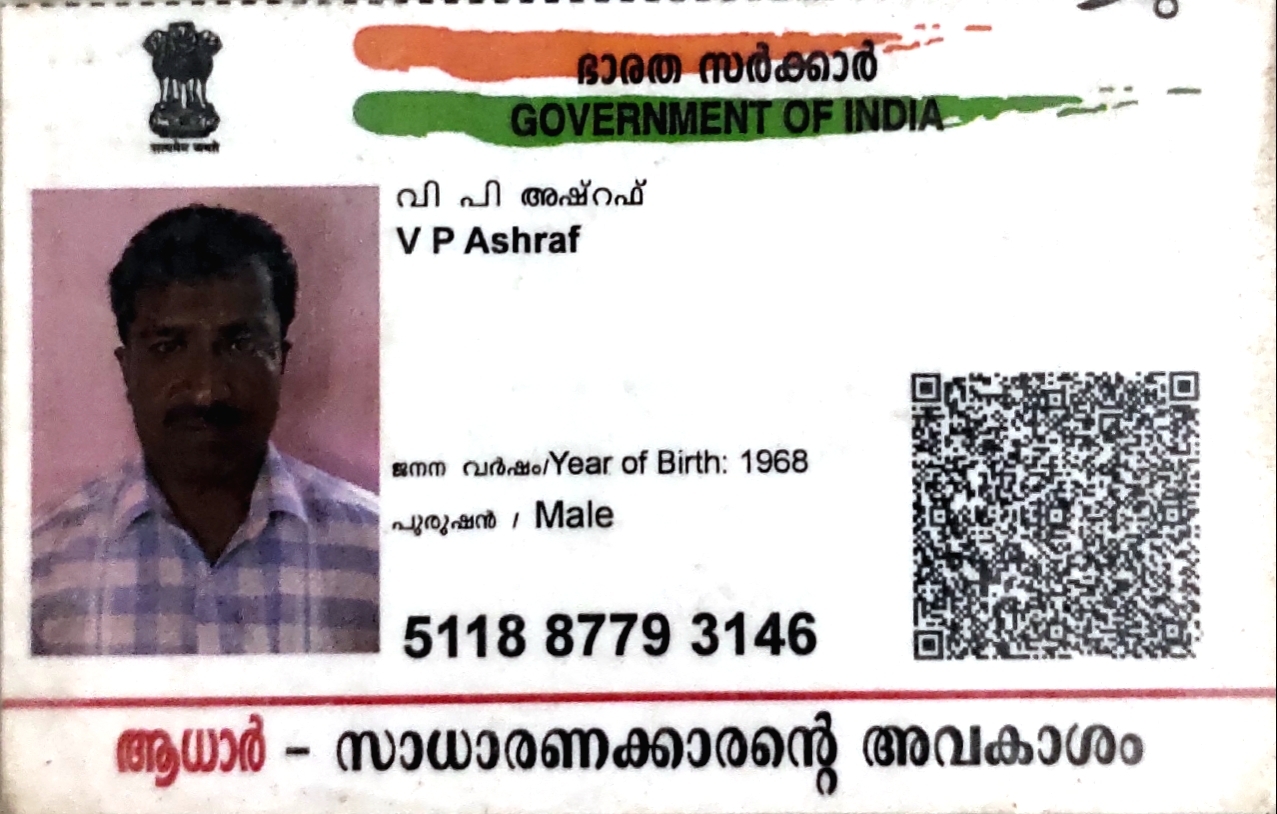 ഭാരത സർക്കാർ
GOVERNMENT OF INDIA
सत्यमेव जयते
വി പി അഷ്റഫ്
V P Ashraf
ജനന വർഷം/Year of Birth: 1968
പുരുഷൻ / Male
5118 8779 3146
ആധാർ - സാധാരണക്കാരന്റെ അവകാശം